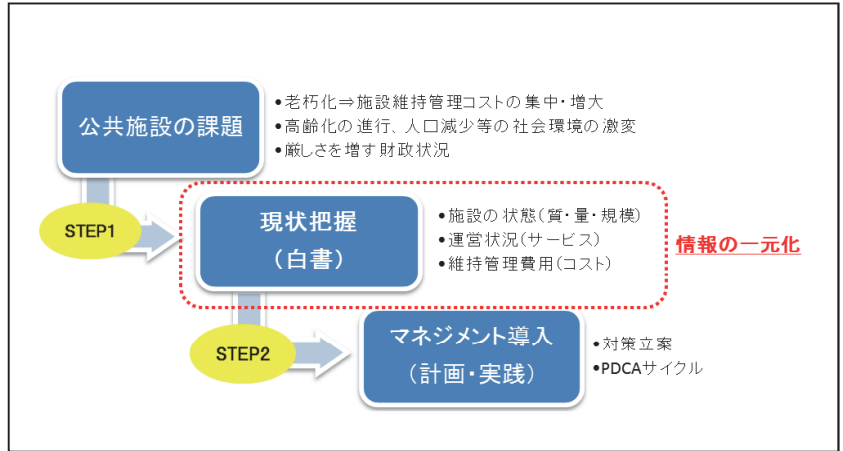 公共施設の課題
•老朽化⇒施設維持管理コストの集中・増大
•高齢化の進行、人口減少等の社会環境の激変
•厳しさを増す財政状況
STEP1
現状把握
（白書）
•施設の状態(質・量・規模)
•運営状況(サービス)
•維持管理費用(コスト)
情報の一元化
STEP2
マネジメント導入
（計画・実践）
•対策立案
•PDCAサイクル